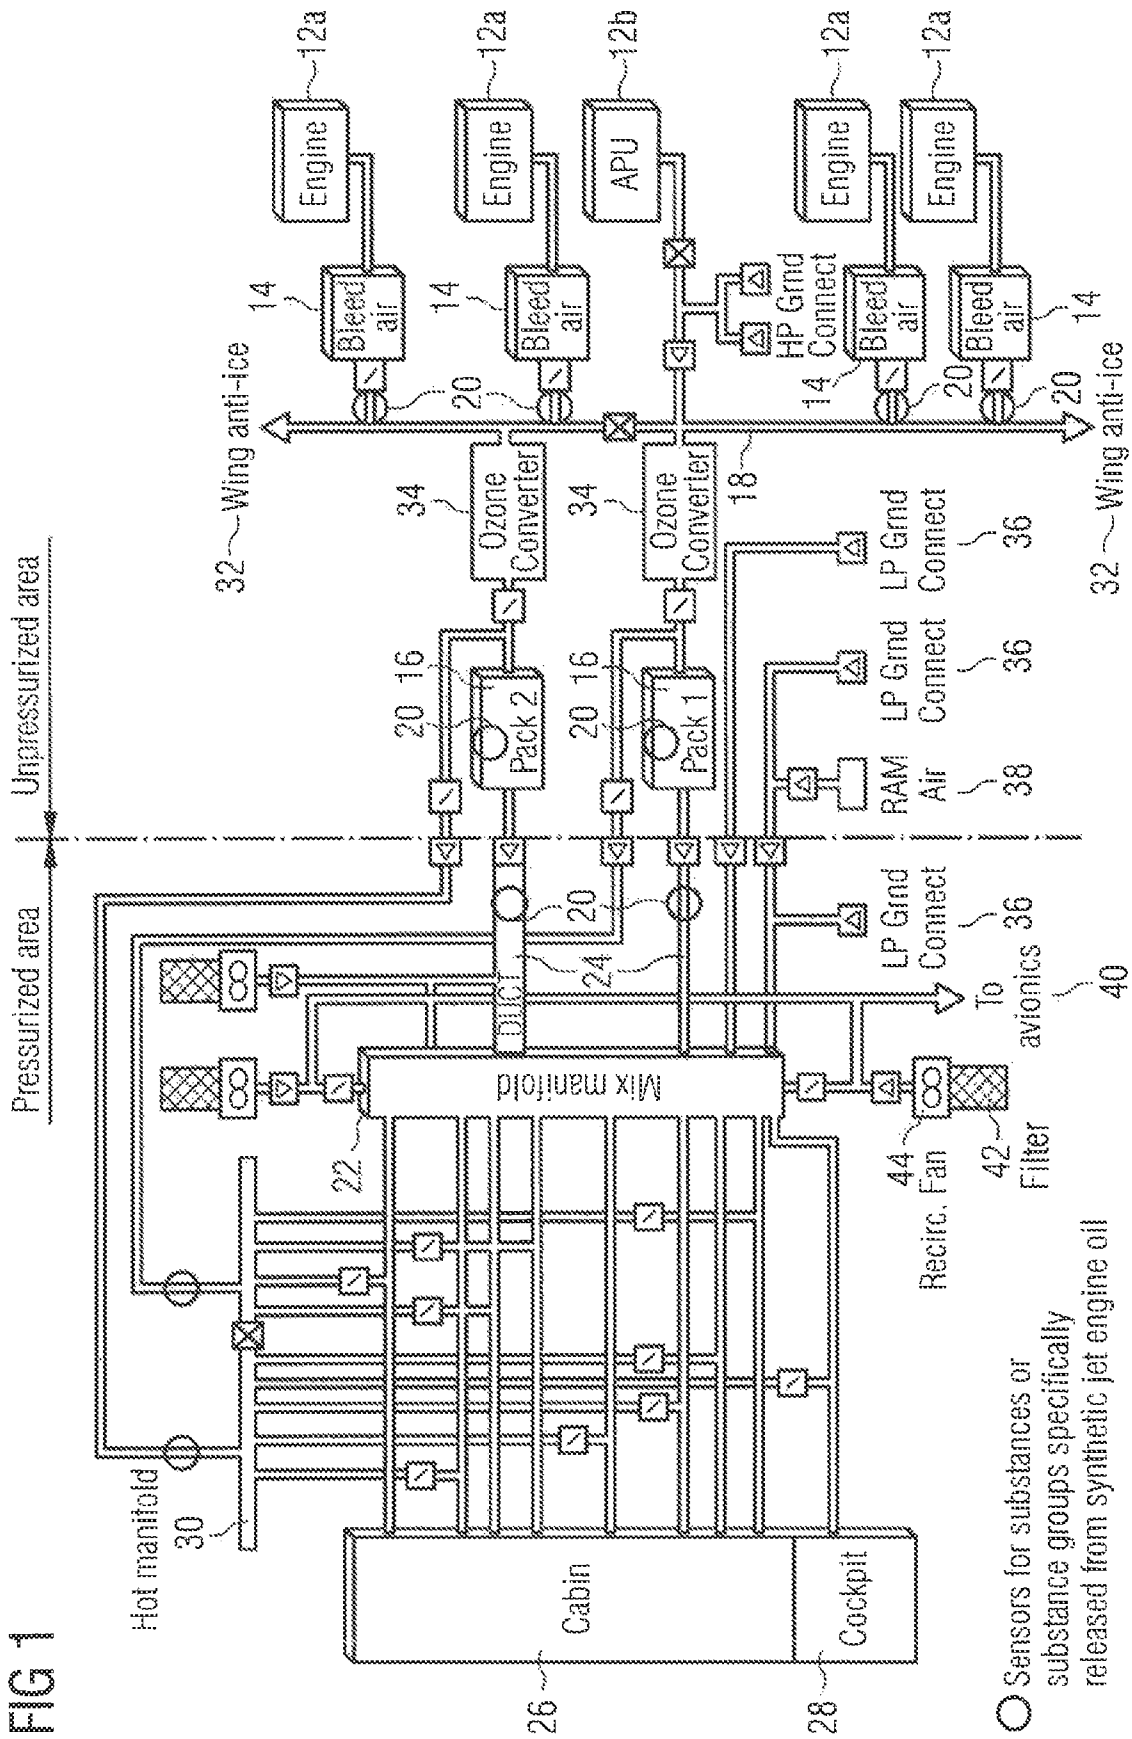 FIG 1
Pressurized area
Unpressurized area
32
Wing anti-ice
14
Bleed
air
Engine
12a
14
Bleed
air
Engine
12a
20
APU
12b
HP Grnd
Connect
14
Bleed
air
Engine
12a
20
14
Bleed
air
Engine
12a
20
32
Wing anti-ice
18
34
Ozone
Converter
34
Ozone
Converter
16
20
Pack 2
16
20
Pack 1
LP Grnd
Connect
36
LP Grnd
Connect
36
RAM
Air
38
LP Grnd
Connect
36
20
24
DUCT
To
avionics
40
Mix manifold
22
44
Recirc. Fan
42
Filter
Hot manifold
30
Cabin
26
Cockpit
28
Sensors for substances or
substance groups specifically
released from synthetic jet engine oil